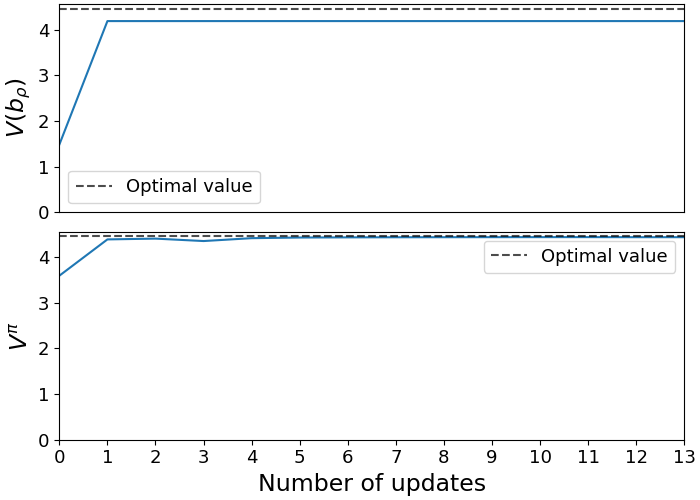 4
3
2
1
0
V(b_ρ)
Optimal value
4
3
2
1
0
V^π
Optimal value
0 1 2 3 4 5 6 7 8 9 10 11 12 13
Number of updates